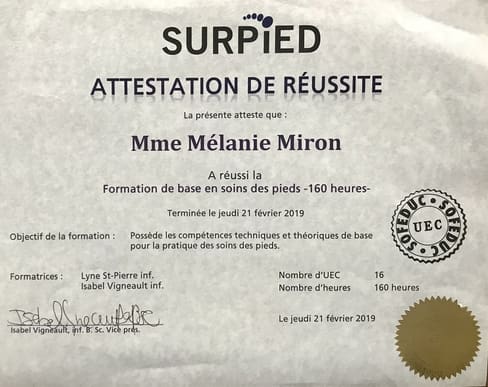 SURPiED
ATTESTATION DE RÉUSSITE
La présente atteste que :
Mme Mélanie Miron
A réussi la
Formation de base en soins des pieds -160 heures-
Terminée le jeudi 21 février 2019
Objectif de la formation : Possède les compétences techniques et théoriques de base
pour la pratique des soins des pieds.
SOFEDUC • SOFEDUC •
UEC
Formatrices : Lyne St-Pierre inf.
Isabel Vigneault inf.
Nombre d'UEC 16
Nombre d'heures 160 heures
Isabel Vigneault, inf. B. Sc. Vice prés.
Le jeudi 21 février 2019